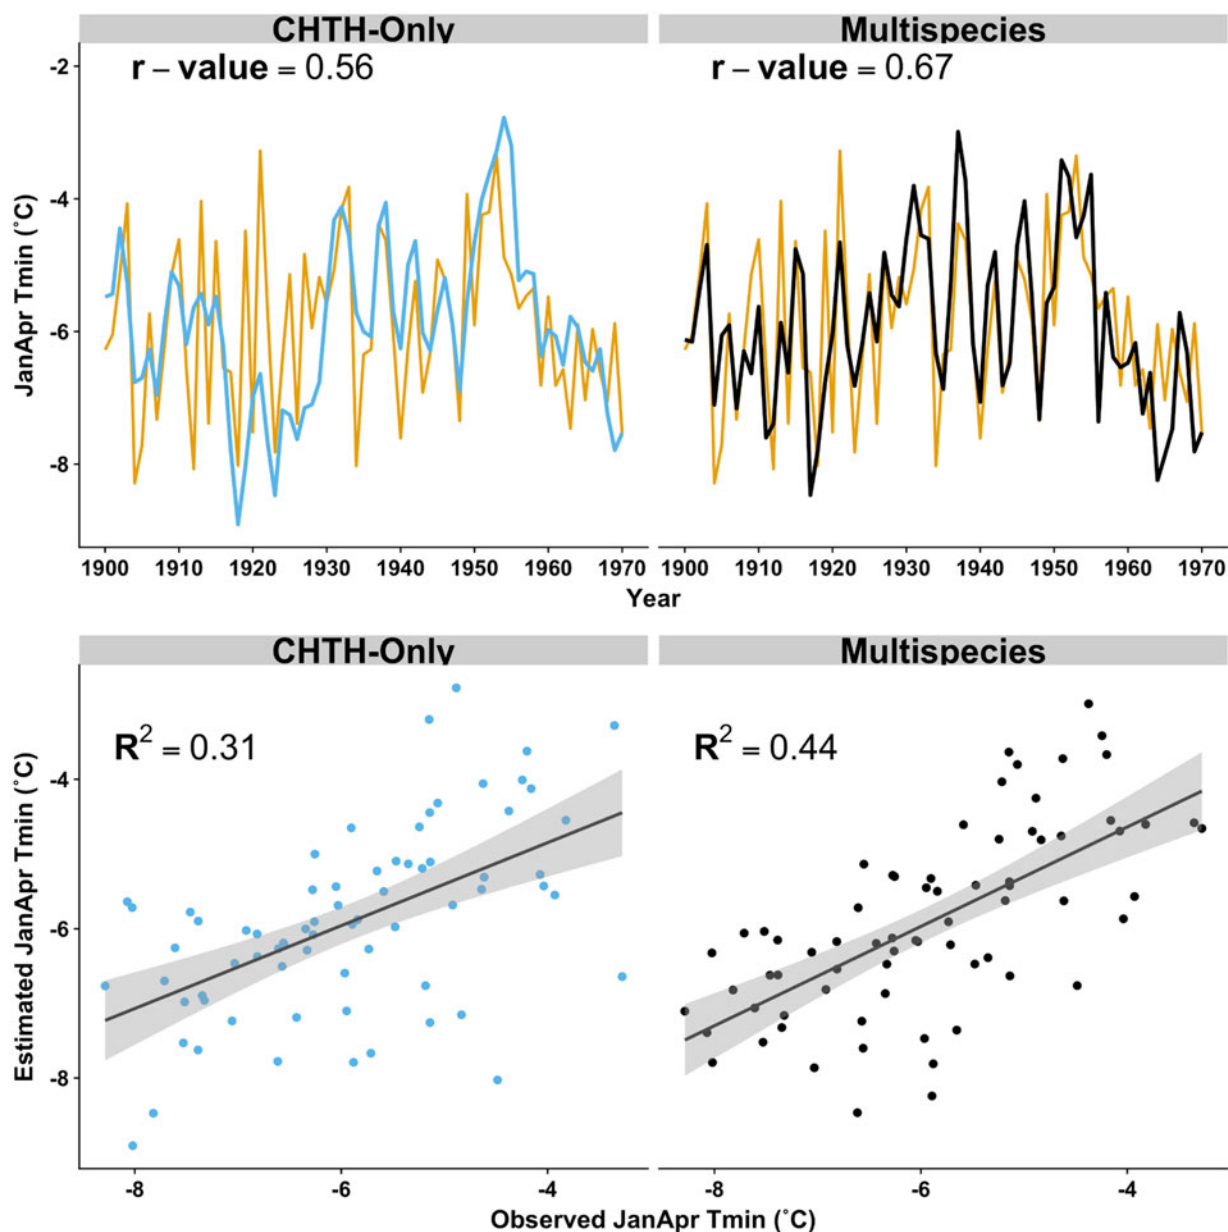 CHTH-Only Multispecies
r – value = 0.56 r – value = 0.67
-2
-4
-6
-8
JanApr Tmin (˚C)
1900 1910 1920 1930 1940 1950 1960 1970 1900 1910 1920 1930 1940 1950 1960 1970
Year
CHTH-Only Multispecies
R² = 0.31 R² = 0.44
-4
-6
-8
Estimated JanApr Tmin (˚C)
-8 -6 -4 -8 -6 -4
Observed JanApr Tmin (˚C)